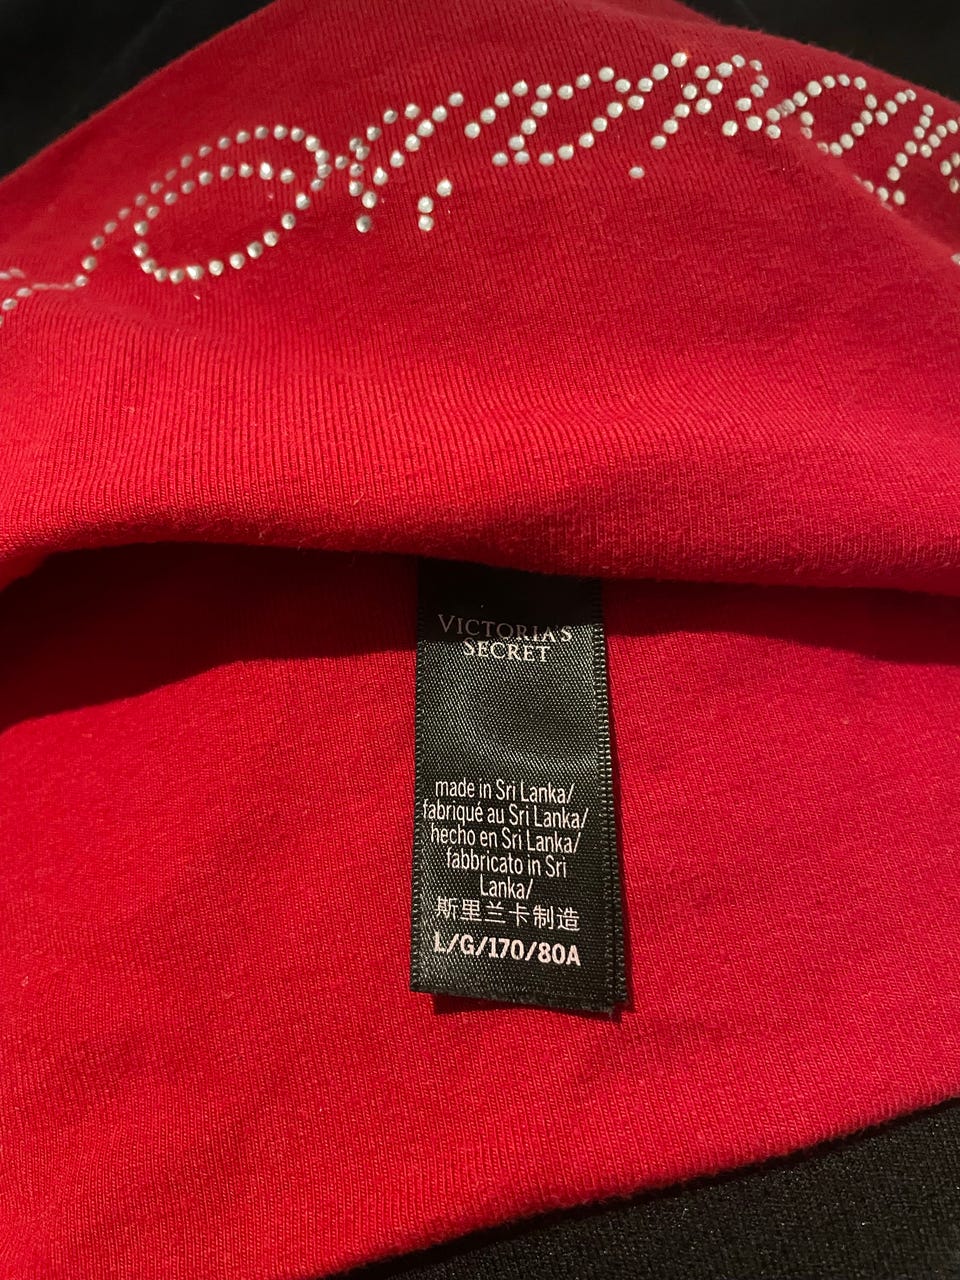 VICTORIA'S
SECRET
made in Sri Lanka/
fabriqué au Sri Lanka/
hecho en Sri Lanka/
fabbricato in Sri
Lanka/
斯里兰卡制造
L/G/170/80A